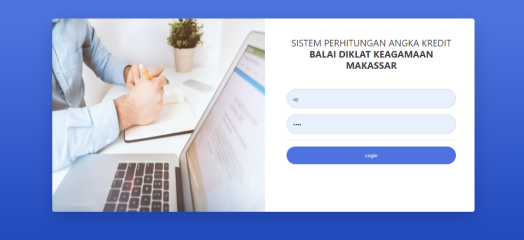 SISTEM PERHITUNGAN ANGKA KREDIT
BALAI DIKLAT KEAGAMAAN
MAKASSAR
Login